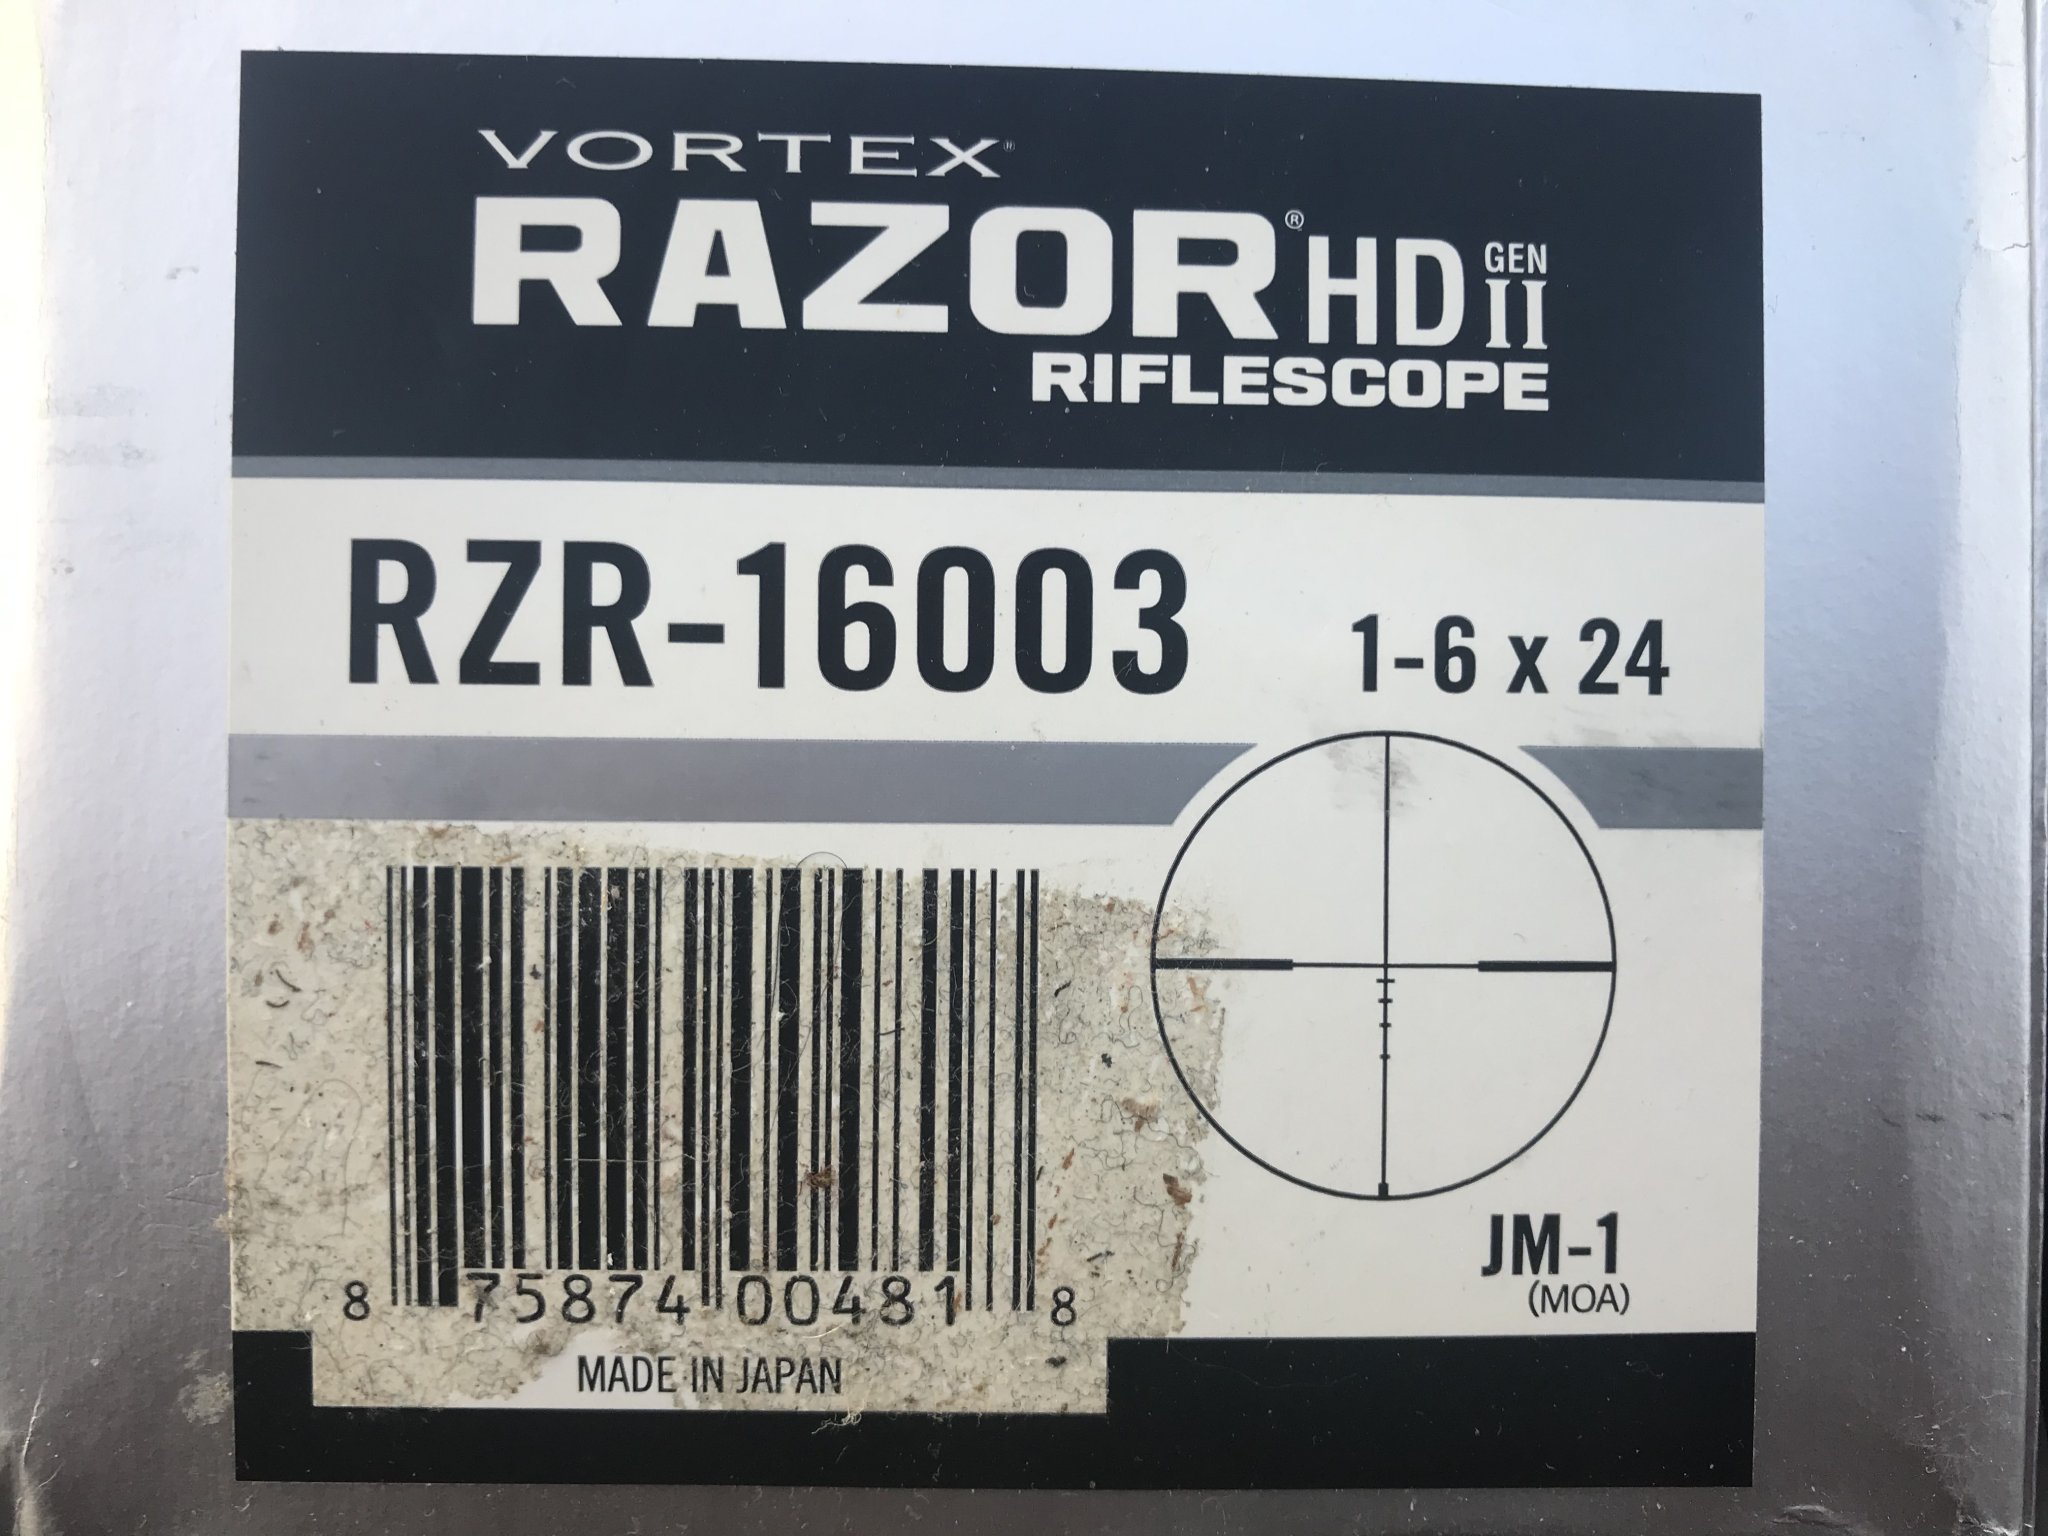 VORTEX®
RAZOR® HD GEN II
RIFLESCOPE
RZR-16003 1-6 x 24
8 75874 00481 8
MADE IN JAPAN
JM-1
(MOA)